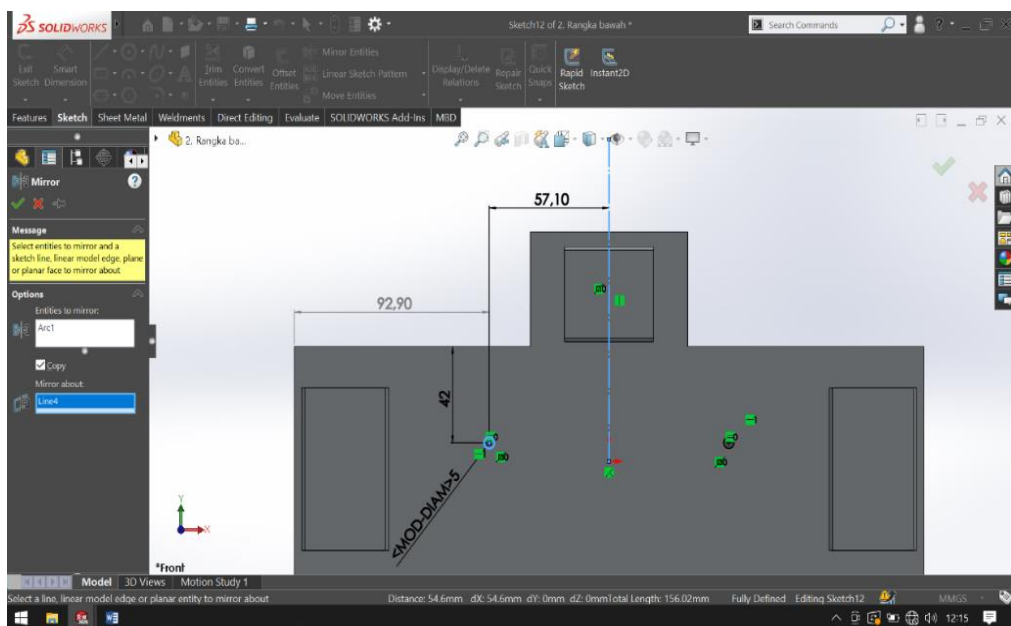 SOLIDWORKS
Sketch12 of 2. Rangka bawah *
Search Commands
Exit Sketch
Smart Dimension
Trim Entities
Convert Entities
Offset Entities
Mirror Entities
Linear Sketch Pattern
Move Entities
Display/Delete Relations
Repair Sketch
Quick Snaps
Rapid Sketch
Instant2D
Features Sketch Sheet Metal Weldments Direct Editing Evaluate SOLIDWORKS Add-Ins MBD
2. Rangka ba...
Mirror
Message
Select entities to mirror and a
sketch line, linear model edge, plane
or planar face to mirror about
Options
Entities to mirror:
Arc1
Copy
Mirror about:
Line4
57,10
92,90
42
<MOD-DIAM>5
Y
X
*Front
Model 3D Views Motion Study 1
Select a line, linear model edge or planar entity to mirror about
Distance: 54.6mm dX: 54.6mm dY: 0mm dZ: 0mmTotal Length: 156.02mm Fully Defined Editing Sketch12 MMGS
12:15